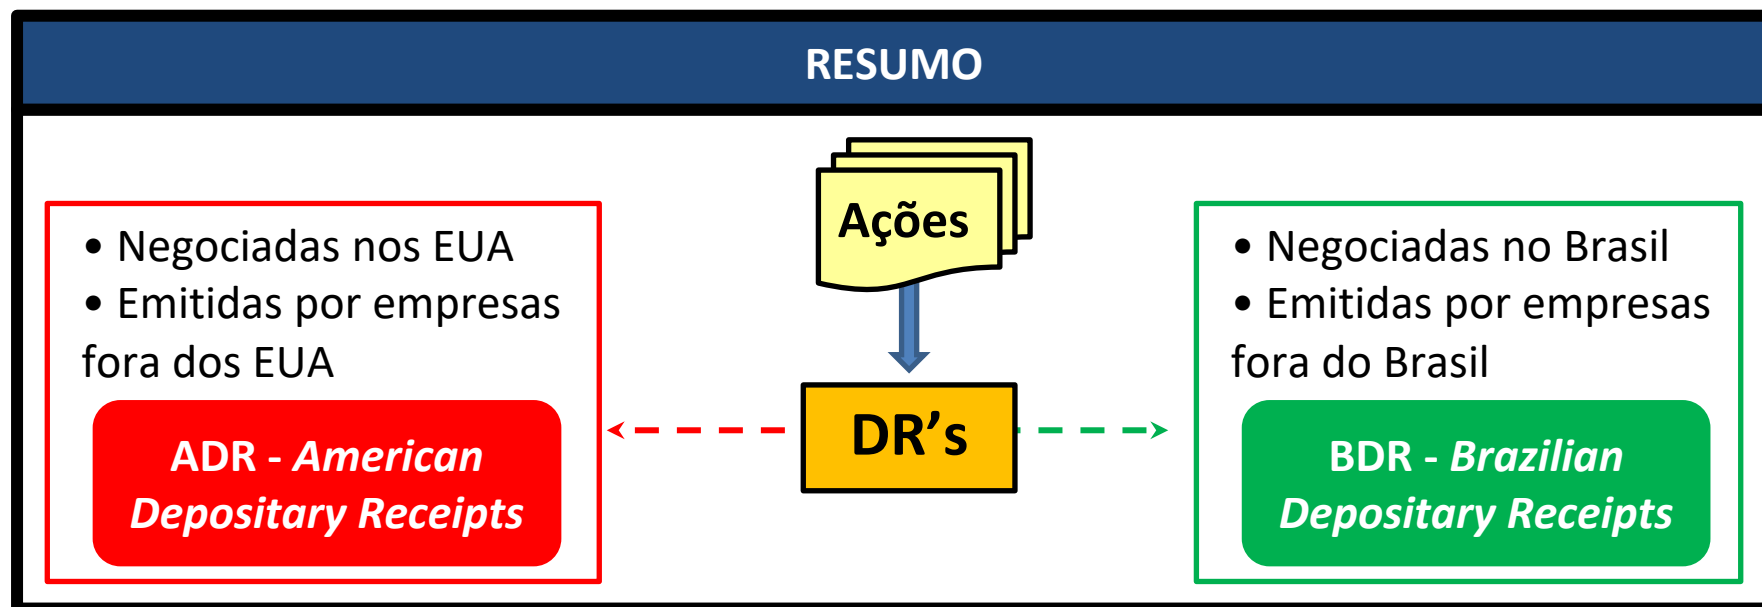 RESUMO
Ações
• Negociadas nos EUA
• Emitidas por empresas
fora dos EUA
ADR - American
Depositary Receipts
DR’s
• Negociadas no Brasil
• Emitidas por empresas
fora do Brasil
BDR - Brazilian
Depositary Receipts